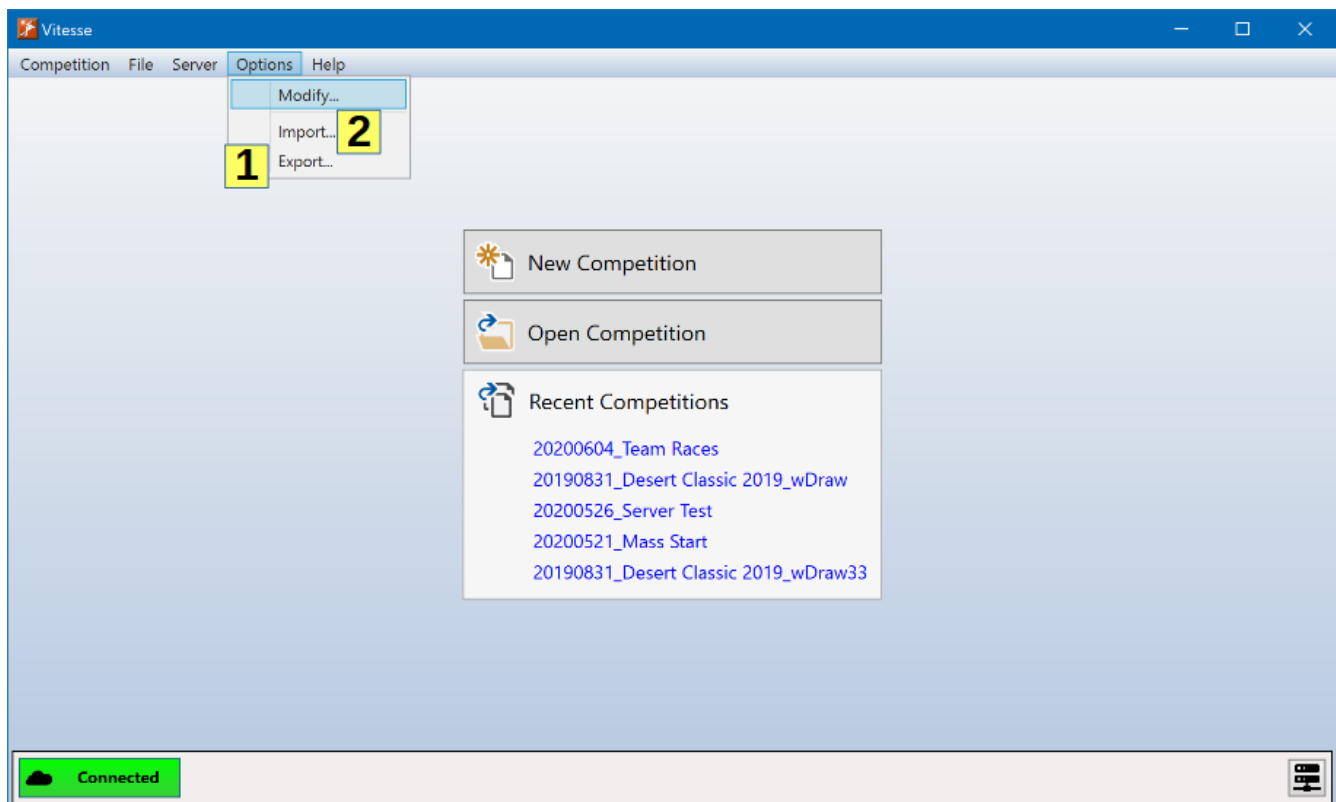 Vitesse
Competition File Server Options Help
Modify...
Import... 2
1 Export...
New Competition
Open Competition
Recent Competitions
20200604_Team Races
20190831_Desert Classic 2019_wDraw
20200526_Server Test
20200521_Mass Start
20190831_Desert Classic 2019_wDraw33
Connected